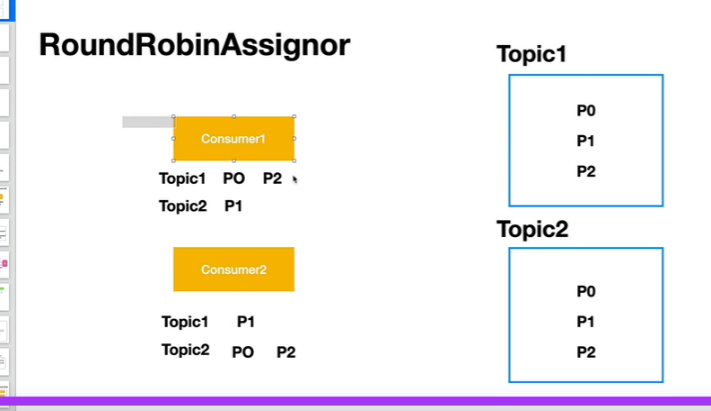 RoundRobinAssignor
Consumer1
Topic1 PO P2
Topic2 P1
Consumer2
Topic1 P1
Topic2 PO P2
Topic1
P0
P1
P2
Topic2
P0
P1
P2